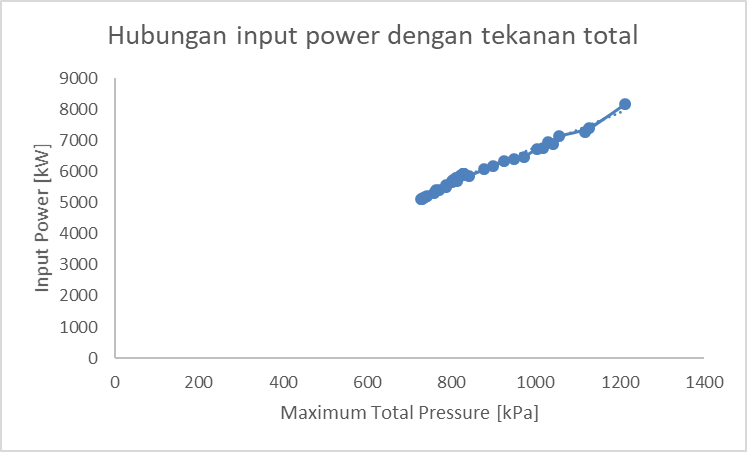 Hubungan input power dengan tekanan total
9000
8000
7000
6000
5000
4000
3000
2000
1000
0
Input Power [kW]
0 200 400 600 800 1000 1200 1400
Maximum Total Pressure [kPa]